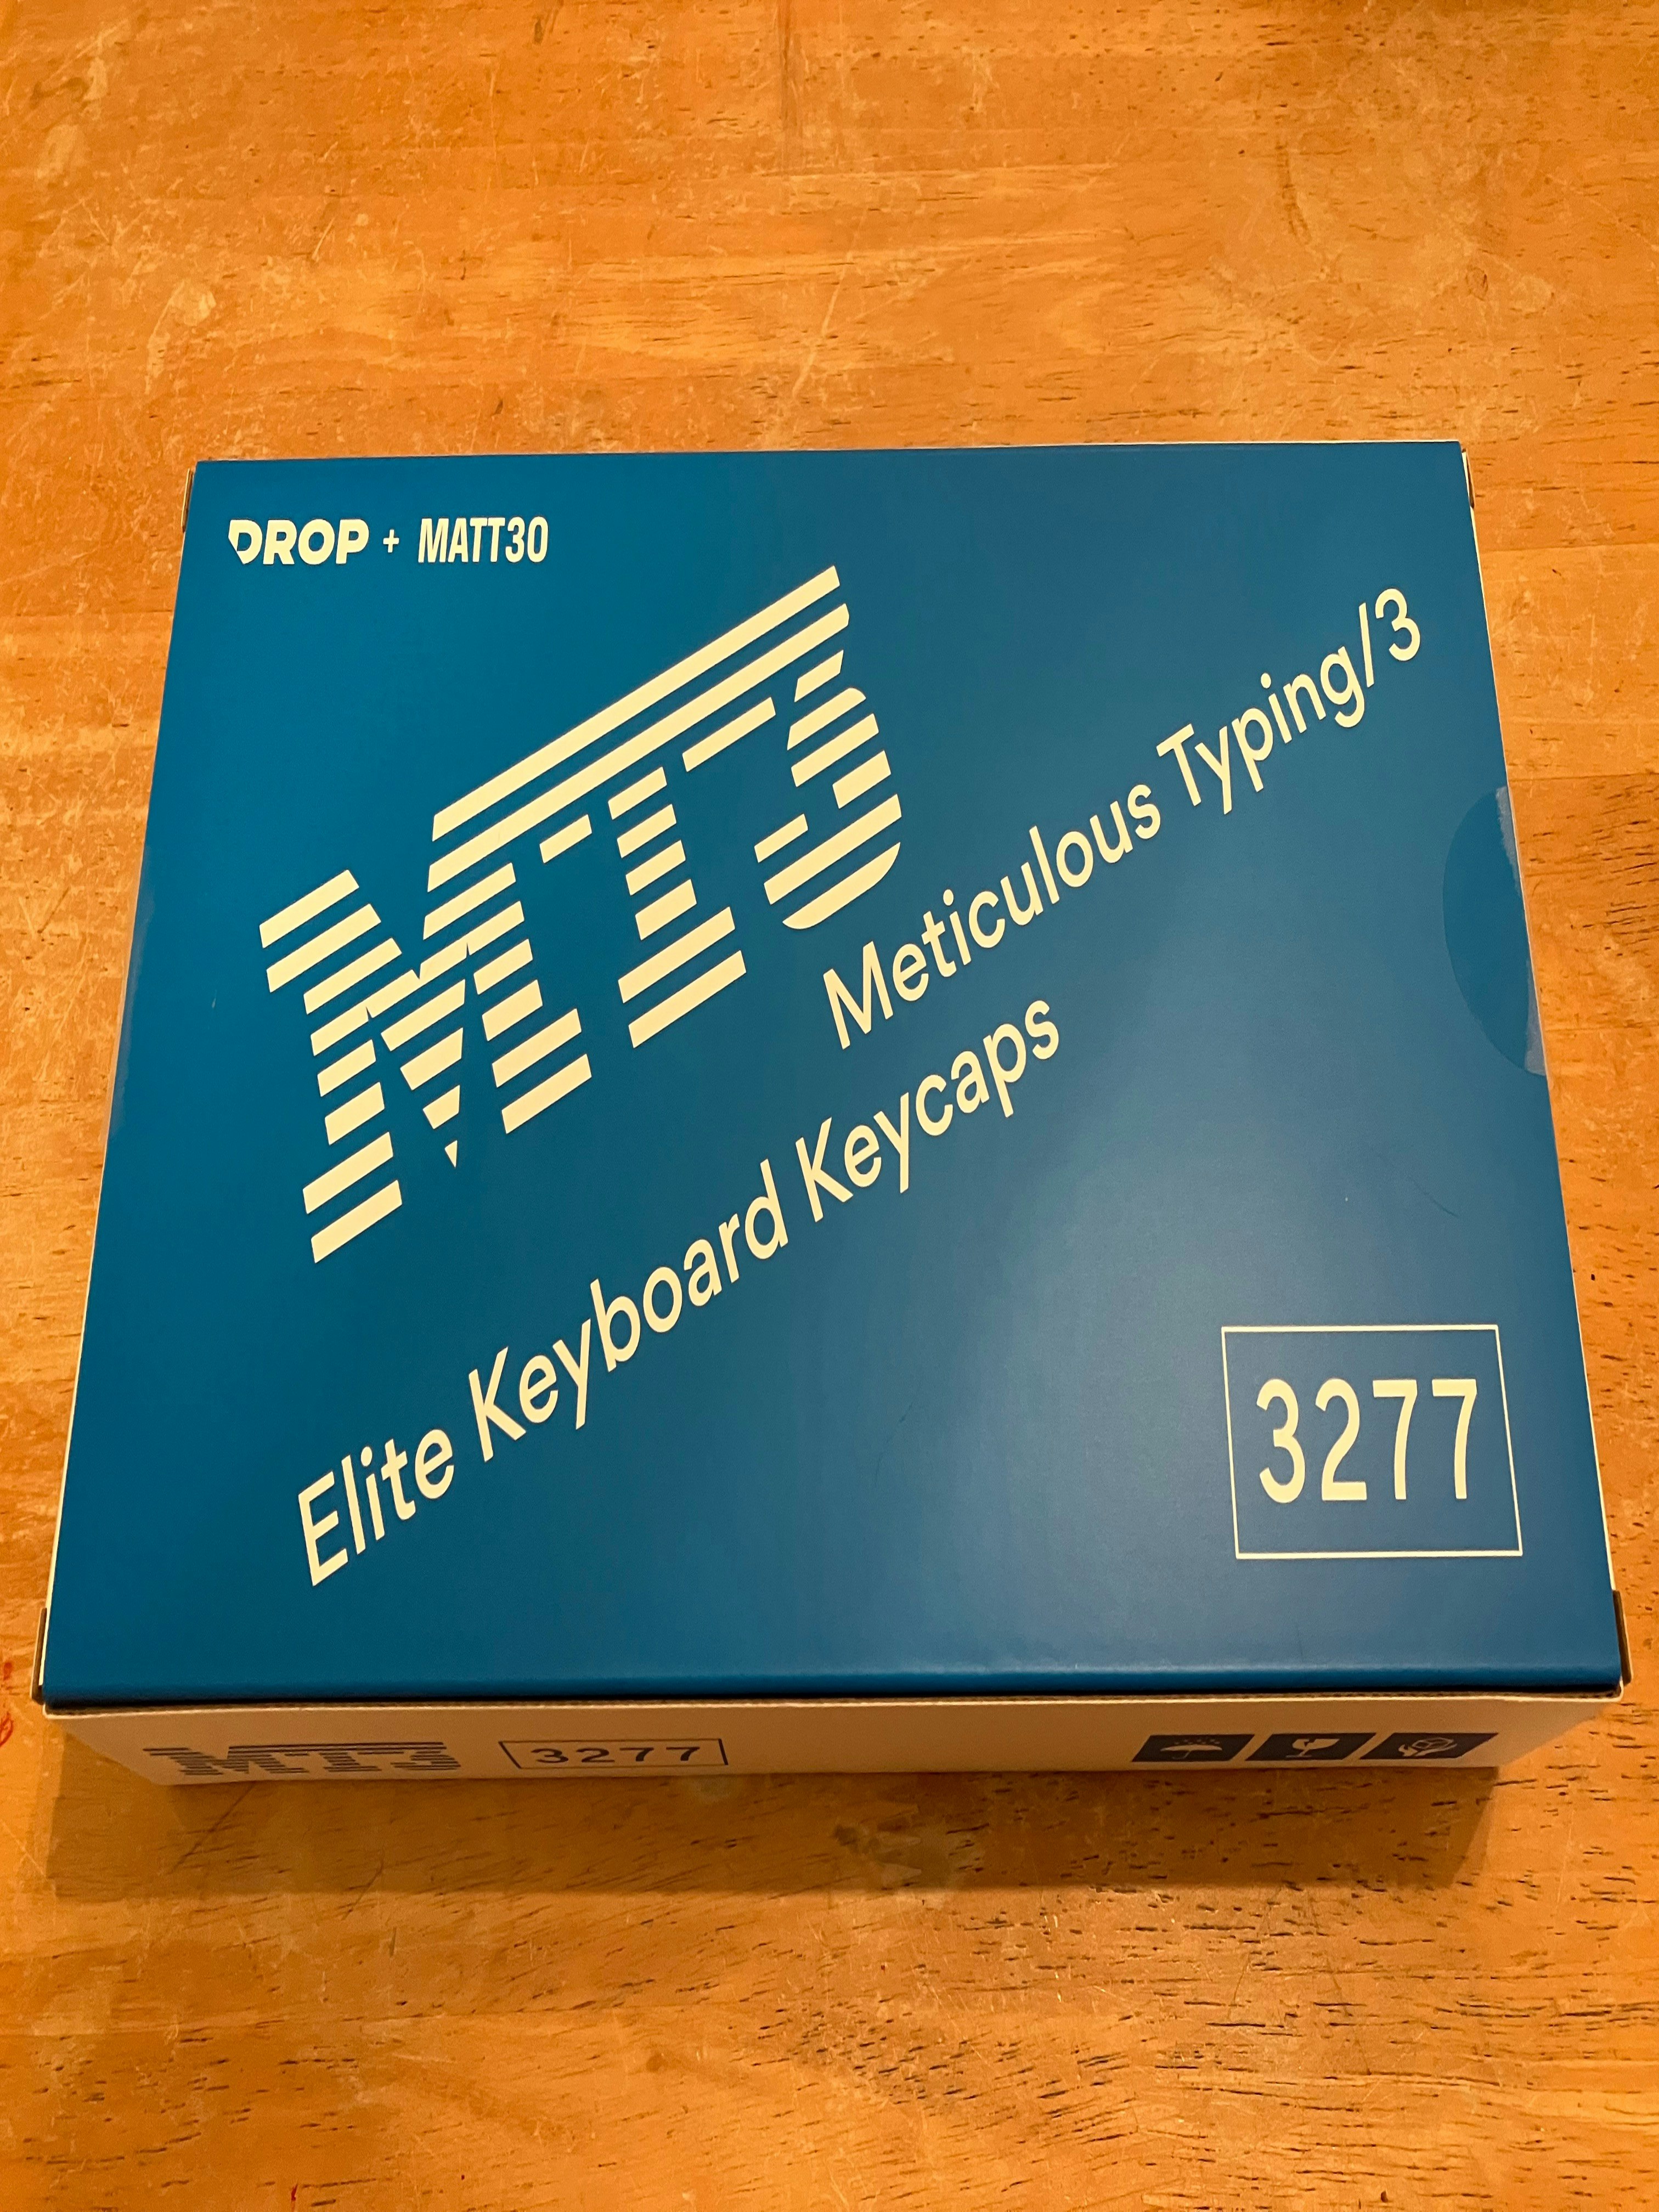 DROP + MATT30
MT3
Meticulous Typing/3
Elite Keyboard Keycaps
3277
MT3 3277